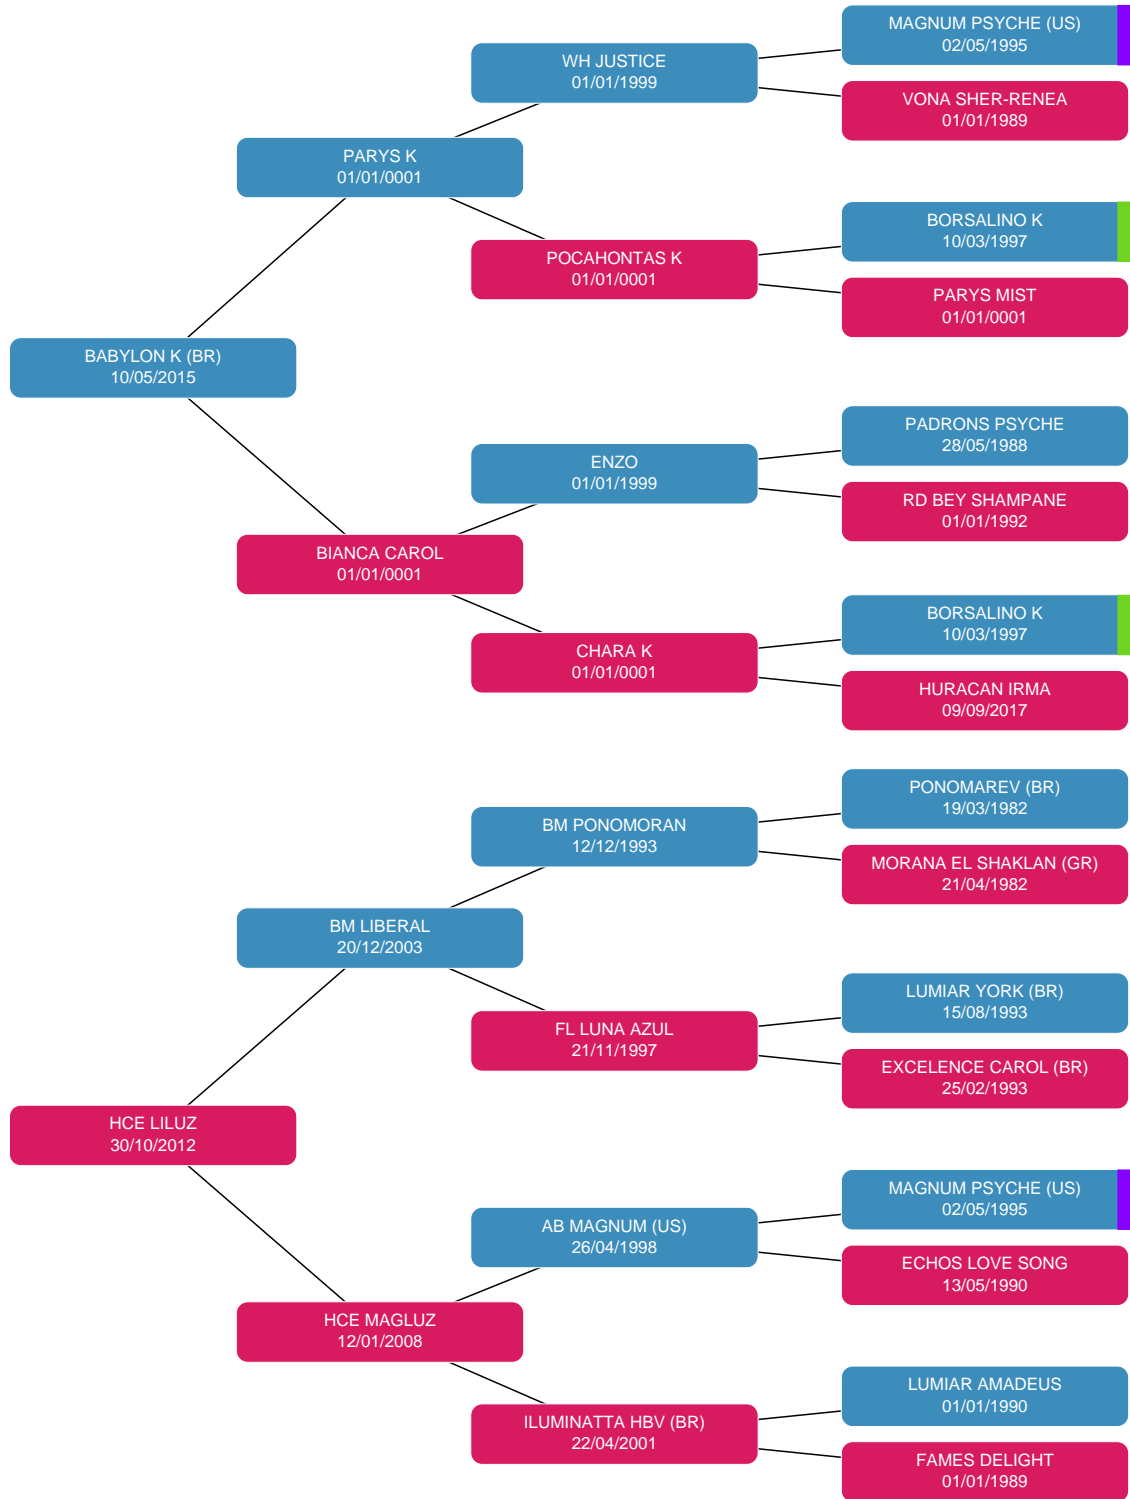 MAGNUM PSYCHE (US)
02/05/1995
WH JUSTICE
01/01/1999
VONA SHER-RENEA
01/01/1989
PARYS K
01/01/0001
BORSALINO K
10/03/1997
POCAHONTAS K
01/01/0001
PARYS MIST
01/01/0001
BABYLON K (BR)
10/05/2015
PADRONS PSYCHE
28/05/1988
ENZO
01/01/1999
RD BEY SHAMPANE
01/01/1992
BIANCA CAROL
01/01/0001
BORSALINO K
10/03/1997
CHARA K
01/01/0001
HURACAN IRMA
09/09/2017
PONOMAREV (BR)
19/03/1982
BM PONOMORAN
12/12/1993
MORANA EL SHAKLAN (GR)
21/04/1982
BM LIBERAL
20/12/2003
LUMIAR YORK (BR)
15/08/1993
FL LUNA AZUL
21/11/1997
EXCELENCE CAROL (BR)
25/02/1993
HCE LILUZ
30/10/2012
MAGNUM PSYCHE (US)
02/05/1995
AB MAGNUM (US)
26/04/1998
ECHOS LOVE SONG
13/05/1990
HCE MAGLUZ
12/01/2008
LUMIAR AMADEUS
01/01/1990
ILUMINATTA HBV (BR)
22/04/2001
FAMES DELIGHT
01/01/1989